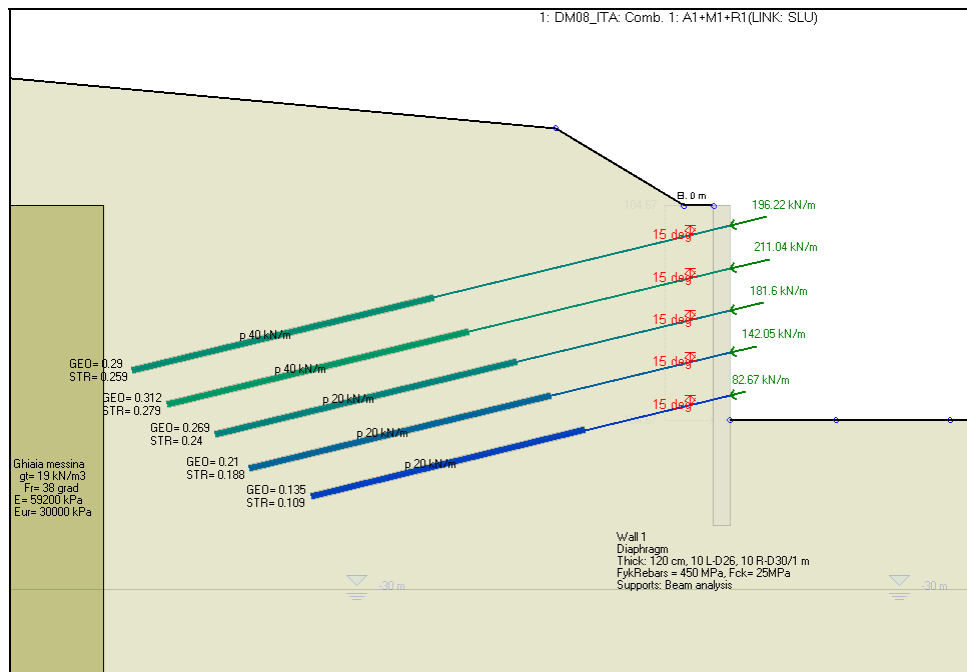 1: DM08_ITA: Comb. 1: A1+M1+R1(LINK: SLU)
El. 0 m
104.67
196.22 kN/m
15 deg
211.04 kN/m
15 deg
181.6 kN/m
15 deg
142.05 kN/m
15 deg
82.67 kN/m
15 deg
p 40 kN/m
GEO= 0.29
STR= 0.259
p 40 kN/m
GEO= 0.312
STR= 0.279
p 20 kN/m
GEO= 0.269
STR= 0.24
p 20 kN/m
GEO= 0.21
STR= 0.188
p 20 kN/m
GEO= 0.135
STR= 0.109
Ghiaia messina
gt= 19 kN/m3
Fr= 38 grad
E= 59200 kPa
Eur= 30000 kPa
Wall 1
Diaphragm
Thick: 120 cm, 10 L-D26, 10 R-D30/1 m
FykRebars = 450 MPa, Fck= 25MPa
Supports: Beam analysis
-30 m
-30 m